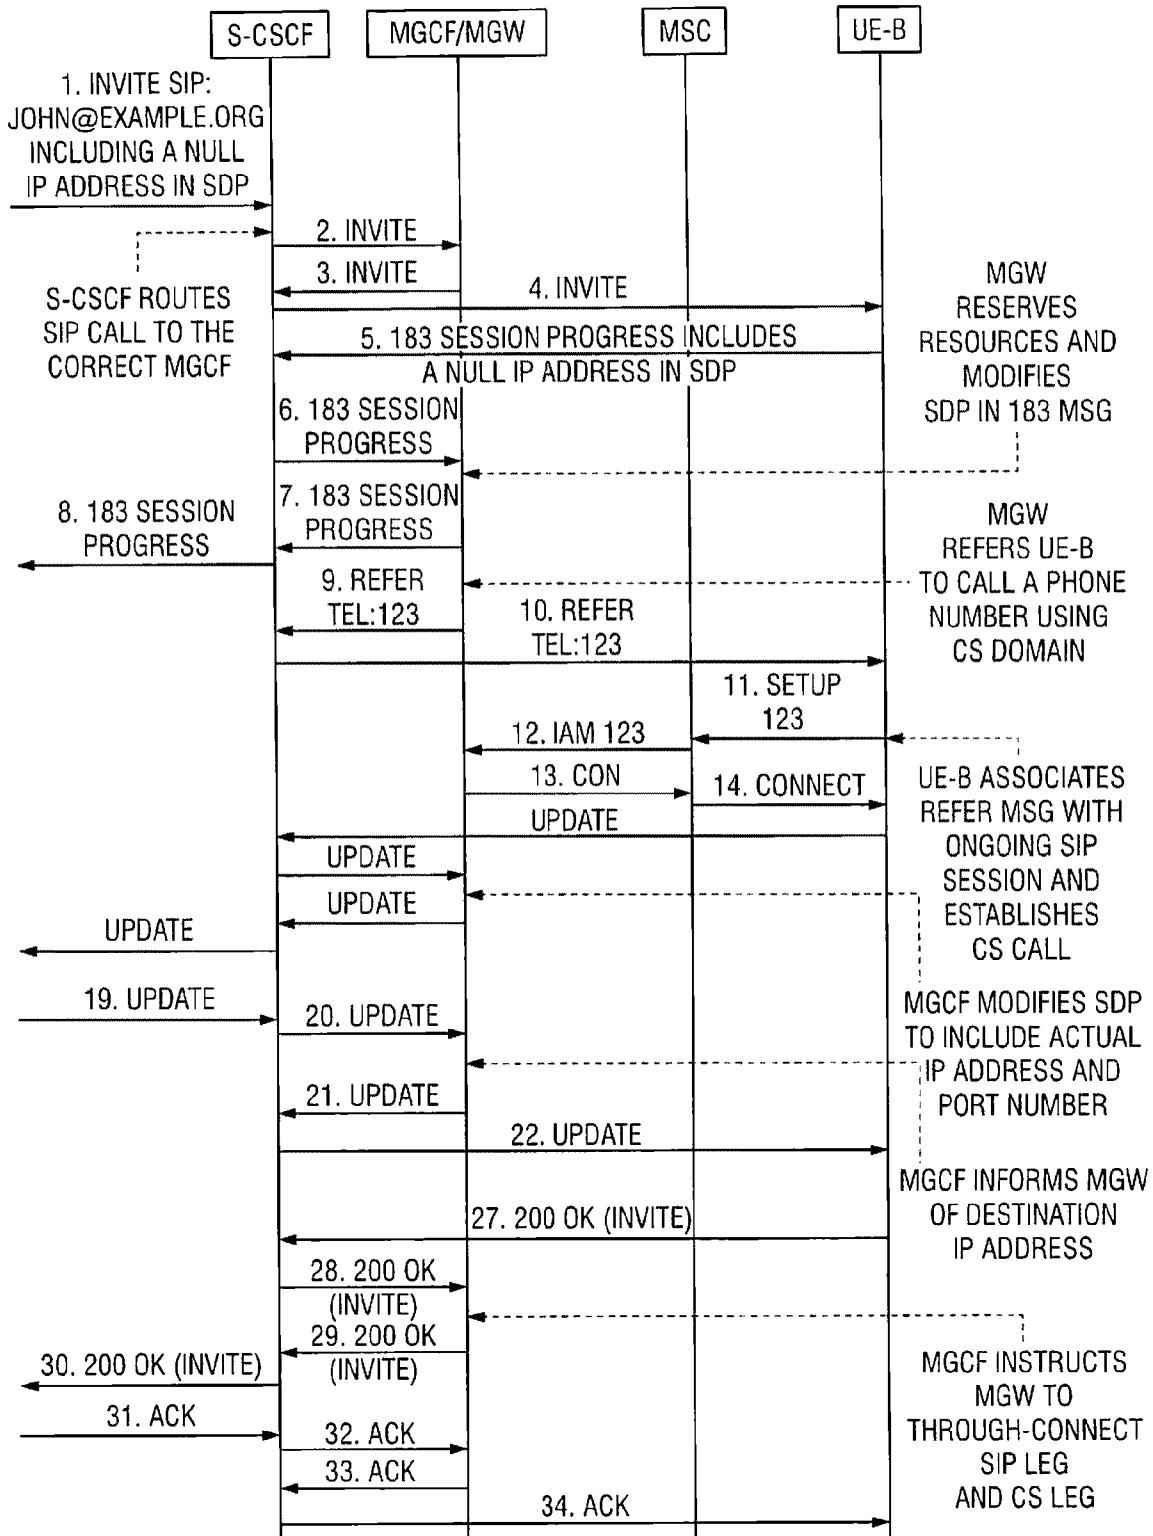 S-CSCF
MGCF/MGW
MSC
UE-B
1. INVITE SIP:
JOHN@EXAMPLE.ORG
INCLUDING A NULL
IP ADDRESS IN SDP
2. INVITE
3. INVITE
4. INVITE
S-CSCF ROUTES
SIP CALL TO THE
CORRECT MGCF
MGW
RESERVES
RESOURCES AND
MODIFIES
SDP IN 183 MSG
5. 183 SESSION PROGRESS INCLUDES
A NULL IP ADDRESS IN SDP
6. 183 SESSION
PROGRESS
7. 183 SESSION
PROGRESS
8. 183 SESSION
PROGRESS
MGW
REFERS UE-B
TO CALL A PHONE
NUMBER USING
CS DOMAIN
9. REFER
TEL:123
10. REFER
TEL:123
11. SETUP
123
12. IAM 123
13. CON
14. CONNECT
UE-B ASSOCIATES
REFER MSG WITH
ONGOING SIP
SESSION AND
ESTABLISHES
CS CALL
UPDATE
UPDATE
UPDATE
UPDATE
19. UPDATE
20. UPDATE
MGCF MODIFIES SDP
TO INCLUDE ACTUAL
IP ADDRESS AND
PORT NUMBER
21. UPDATE
22. UPDATE
MGCF INFORMS MGW
OF DESTINATION
IP ADDRESS
27. 200 OK (INVITE)
28. 200 OK
(INVITE)
29. 200 OK
(INVITE)
30. 200 OK (INVITE)
MGCF INSTRUCTS
MGW TO
THROUGH-CONNECT
SIP LEG
AND CS LEG
31. ACK
32. ACK
33. ACK
34. ACK